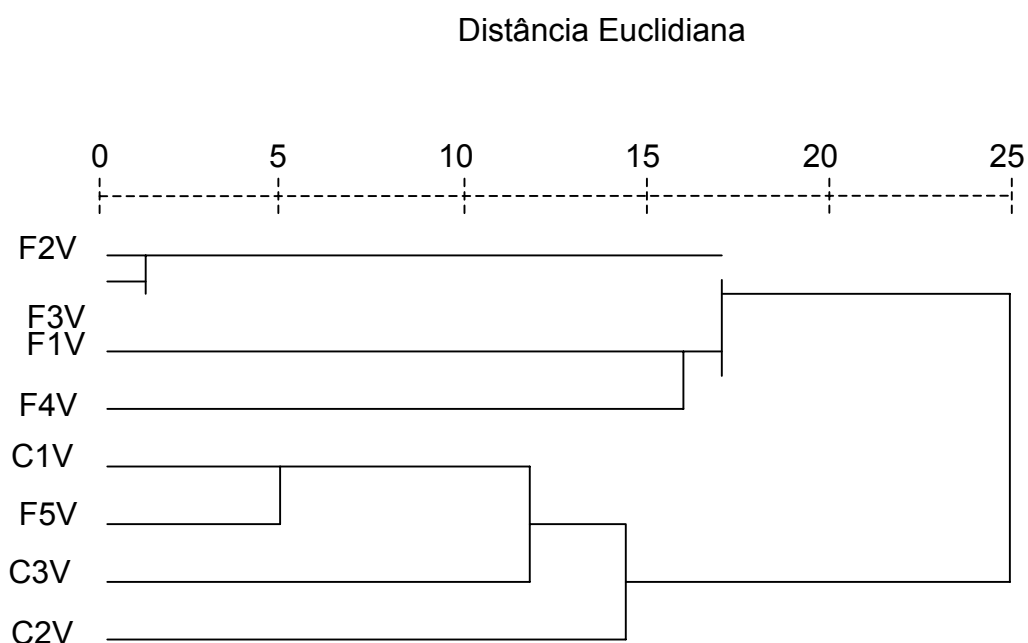 Distância Euclidiana
0 5 10 15 20 25
F2V
F3V
F1V
F4V
C1V
F5V
C3V
C2V